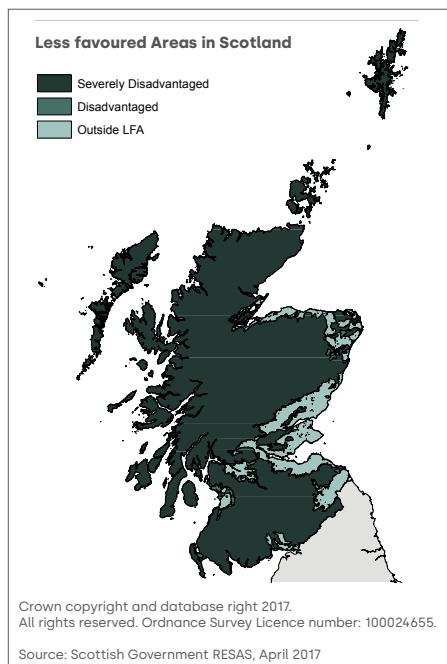 Less favoured Areas in Scotland
Severely Disadvantaged
Disadvantaged
Outside LFA
Crown copyright and database right 2017.
All rights reserved. Ordnance Survey Licence number: 100024655.
Source: Scottish Government RESAS, April 2017